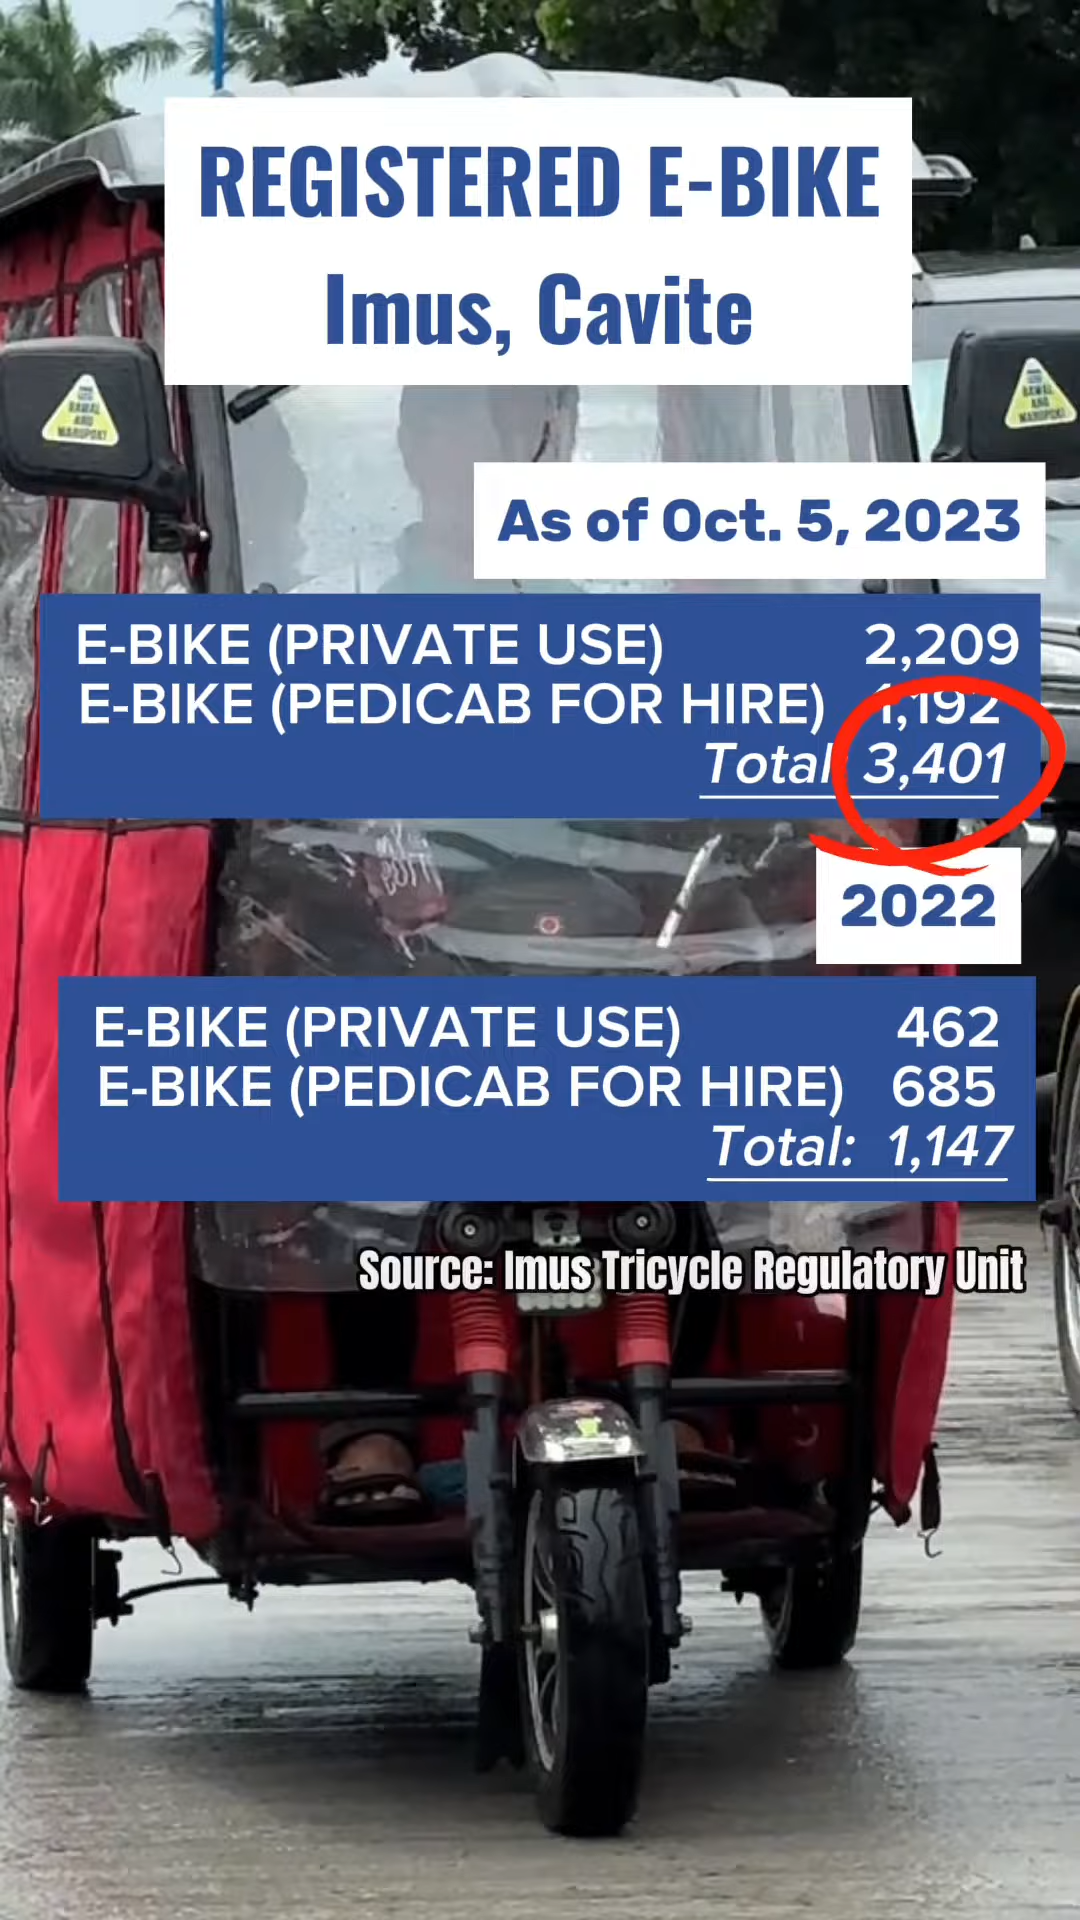 REGISTERED E-BIKE
Imus, Cavite
BAWAL
ANG
As of Oct. 5, 2023
E-BIKE (PRIVATE USE) 2,209
E-BIKE (PEDICAB FOR HIRE) 1,192
Total: 3,401
2022
E-BIKE (PRIVATE USE) 462
E-BIKE (PEDICAB FOR HIRE) 685
Total: 1,147
Source: Imus Tricycle Regulatory Unit